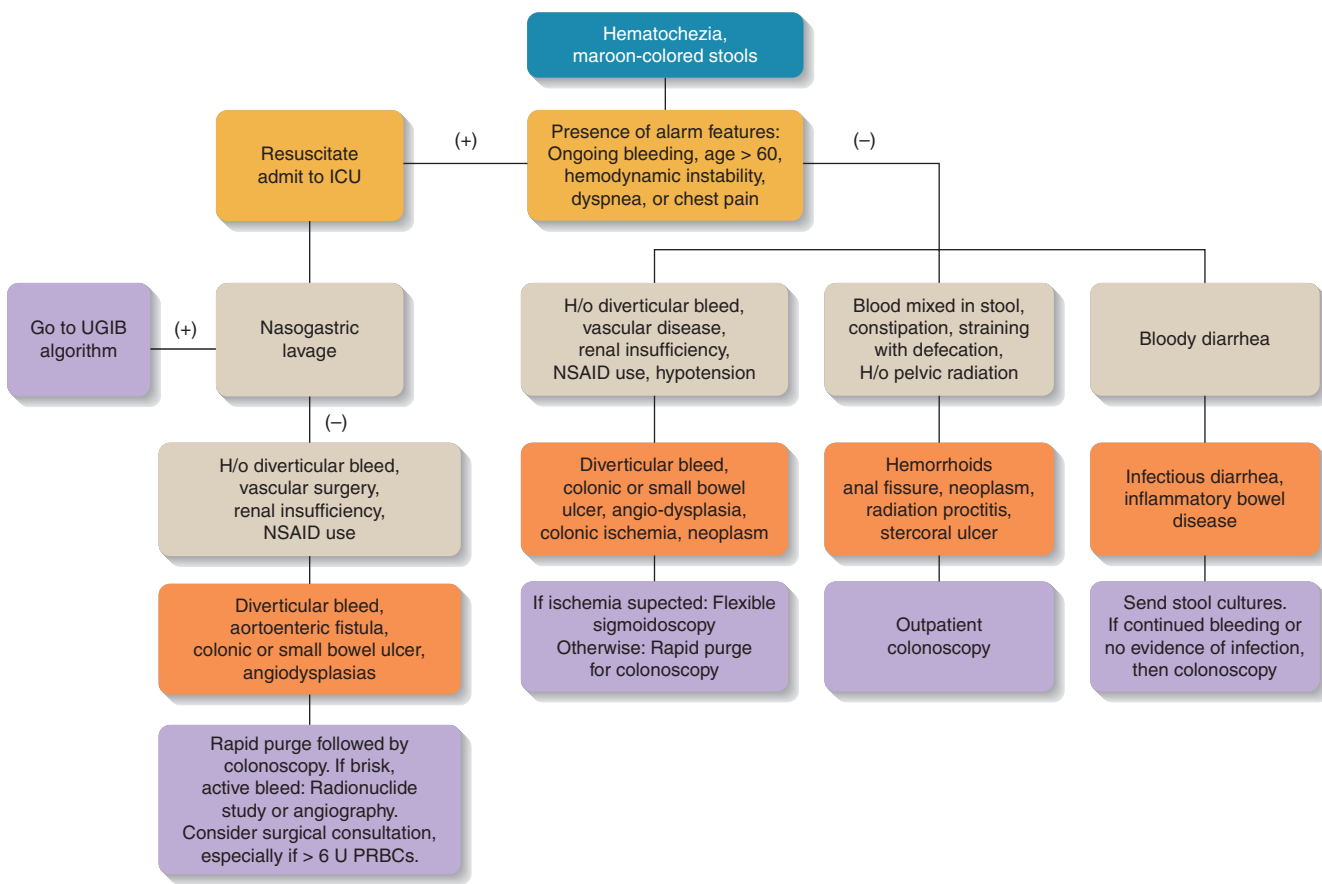 Hematochezia,
maroon-colored stools
(+)
Presence of alarm features:
Ongoing bleeding, age > 60,
hemodynamic instability,
dyspnea, or chest pain
(–)
Resuscitate
admit to ICU
Go to UGIB
algorithm
(+)
Nasogastric
lavage
(–)
H/o diverticular bleed,
vascular disease,
renal insufficiency,
NSAID use, hypotension
Blood mixed in stool,
constipation, straining
with defecation,
H/o pelvic radiation
Bloody diarrhea
H/o diverticular bleed,
vascular surgery,
renal insufficiency,
NSAID use
Diverticular bleed,
colonic or small bowel
ulcer, angio-dysplasia,
colonic ischemia, neoplasm
Hemorrhoids
anal fissure, neoplasm,
radiation proctitis,
stercoral ulcer
Infectious diarrhea,
inflammatory bowel
disease
Diverticular bleed,
aortoenteric fistula,
colonic or small bowel ulcer,
angiodysplasias
If ischemia supected: Flexible
sigmoidoscopy
Otherwise: Rapid purge
for colonoscopy
Outpatient
colonoscopy
Send stool cultures.
If continued bleeding or
no evidence of infection,
then colonoscopy
Rapid purge followed by
colonoscopy. If brisk,
active bleed: Radionuclide
study or angiography.
Consider surgical consultation,
especially if > 6 U PRBCs.